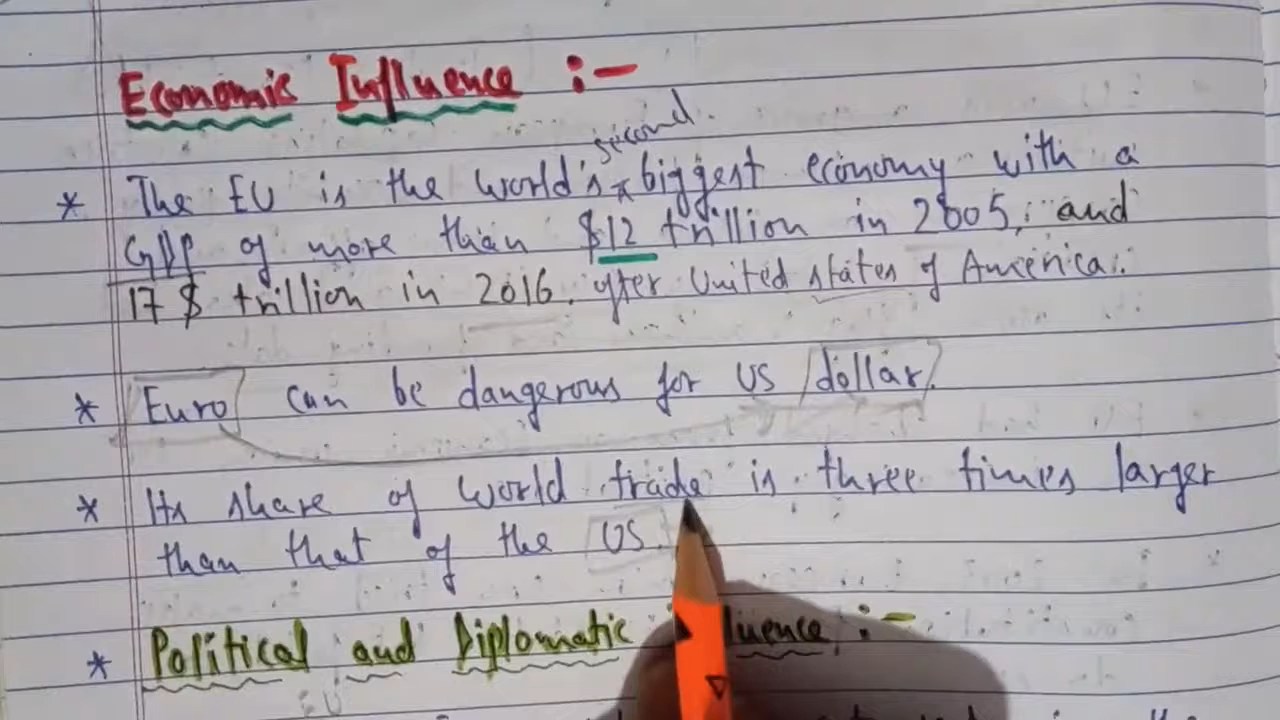 Economic Influence :-
second.
* The EU is the world's biggest economy with a
GDP of more than $12 trillion in 2005, and
17 $ trillion in 2016. after United states of America.
* Euro can be dangerous for US dollar.
* Its share of world trade is three times larger
than that of the US.
* Political and Diplomatic luence :-
EU